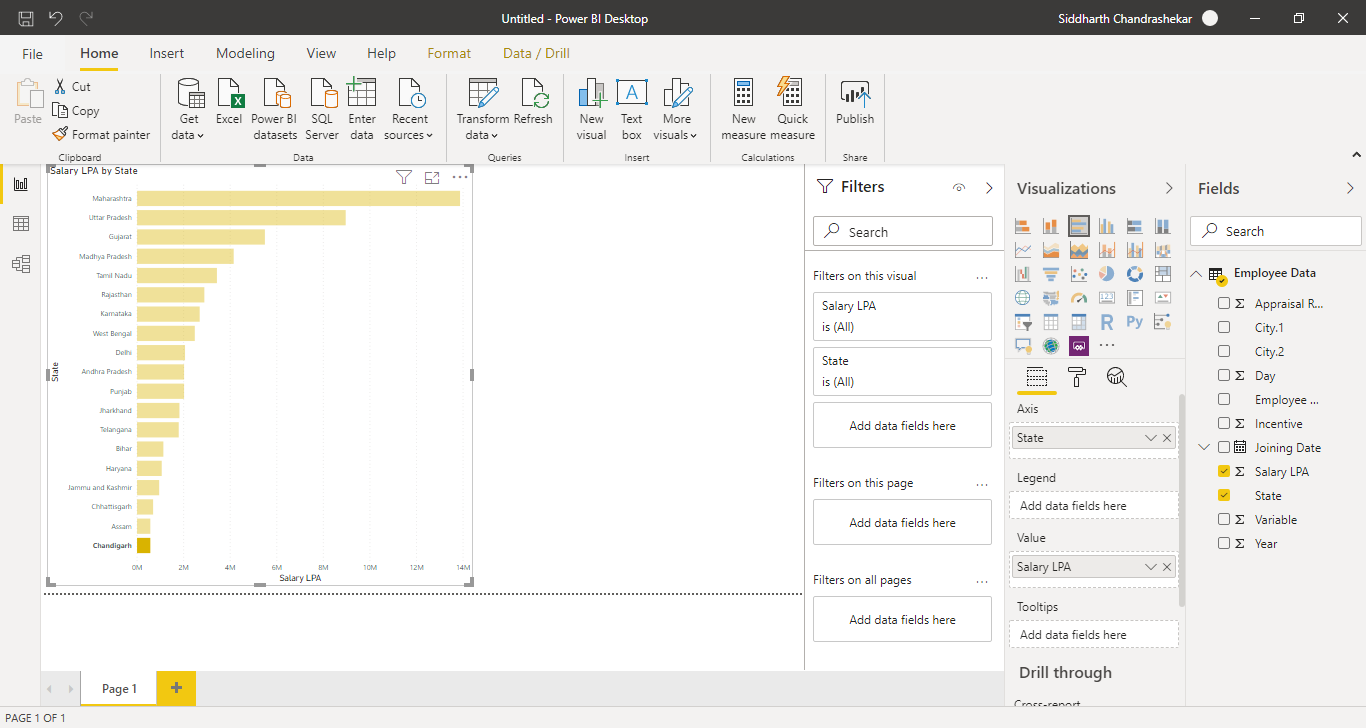 Untitled - Power BI Desktop
Siddharth Chandrashekar
File Home Insert Modeling View Help Format Data / Drill
Paste
Cut
Copy
Format painter
Clipboard
Get data
Excel
Power BI datasets
SQL Server
Enter data
Recent sources
Data
Transform data
Refresh
Queries
New visual
Text box
More visuals
Insert
New measure
Quick measure
Calculations
Publish
Share
Salary LPA by State
State
Maharashtra
Uttar Pradesh
Gujarat
Madhya Pradesh
Tamil Nadu
Rajasthan
Karnataka
West Bengal
Delhi
Andhra Pradesh
Punjab
Jharkhand
Telangana
Bihar
Haryana
Jammu and Kashmir
Chhattisgarh
Assam
Chandigarh
0M 2M 4M 6M 8M 10M 12M 14M
Salary LPA
Filters
Search
Filters on this visual
Salary LPA
is (All)
State
is (All)
Add data fields here
Filters on this page
Add data fields here
Filters on all pages
Add data fields here
Visualizations
123
R
Py
Axis
State
Legend
Add data fields here
Value
Salary LPA
Tooltips
Add data fields here
Drill through
Cross-report
Fields
Search
Employee Data
Σ Appraisal R...
City.1
City.2
Σ Day
Employee ...
Σ Incentive
Joining Date
Σ Salary LPA
State
Σ Variable
Σ Year
Page 1
PAGE 1 OF 1